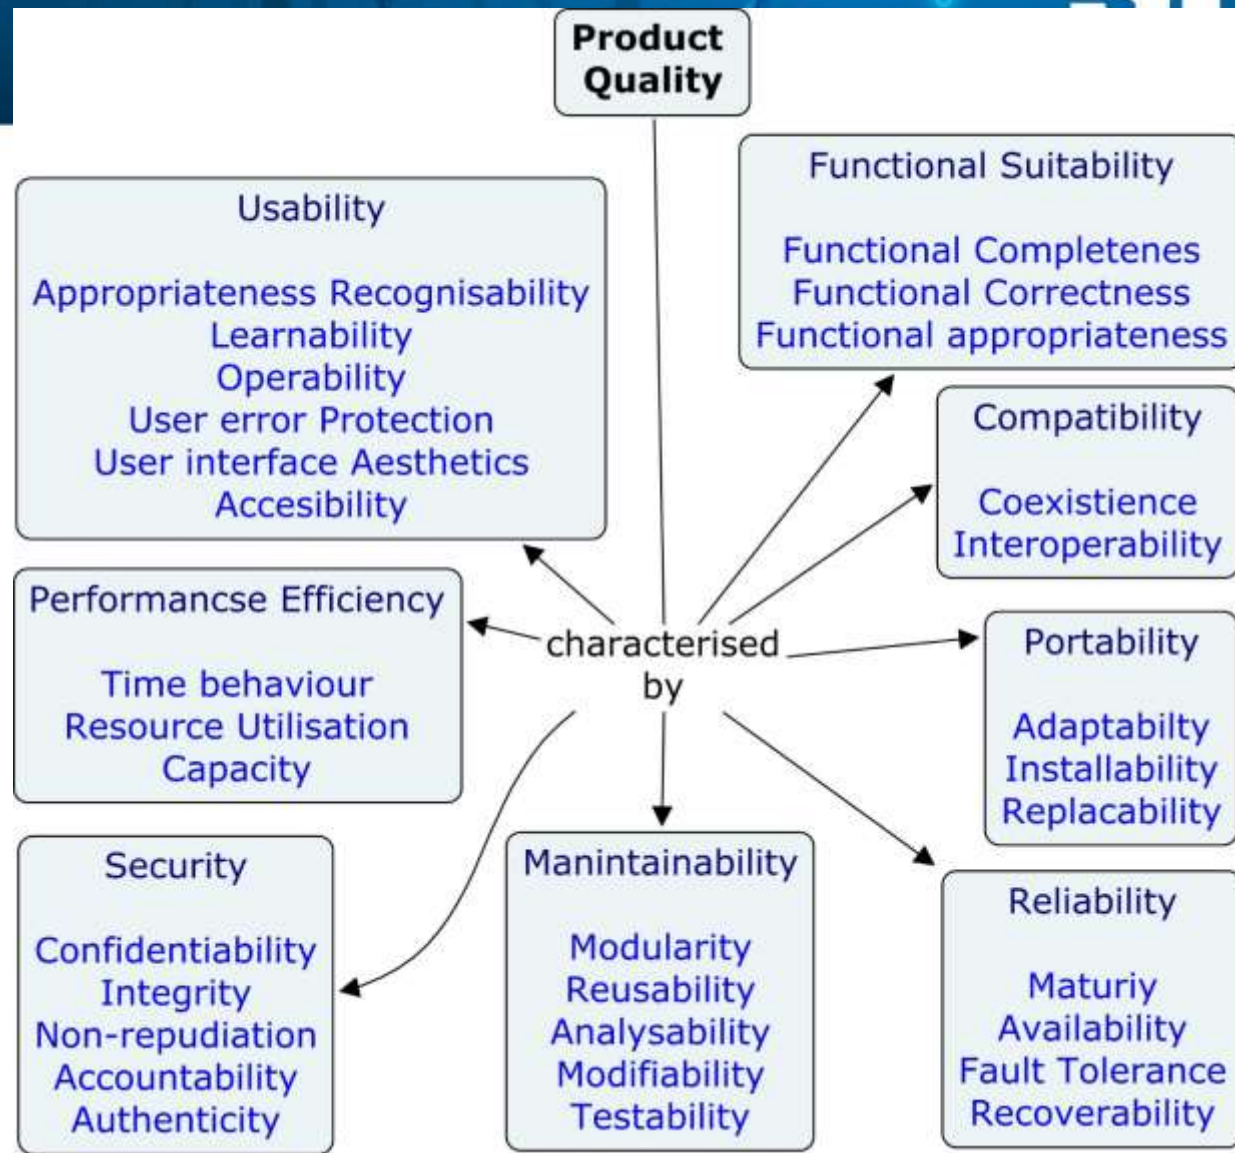 Product
Quality
Functional Suitability
Functional Completenes
Functional Correctness
Functional appropriateness
Usability
Appropriateness Recognisability
Learnability
Operability
User error Protection
User interface Aesthetics
Accesibility
Compatibility
Coexistience
Interoperability
Performancse Efficiency
Time behaviour
Resource Utilisation
Capacity
characterised
by
Portability
Adaptabilty
Installability
Replacability
Security
Confidentiability
Integrity
Non-repudiation
Accountability
Authenticity
Manintainability
Modularity
Reusability
Analysability
Modifiability
Testability
Reliability
Maturiy
Availability
Fault Tolerance
Recoverability